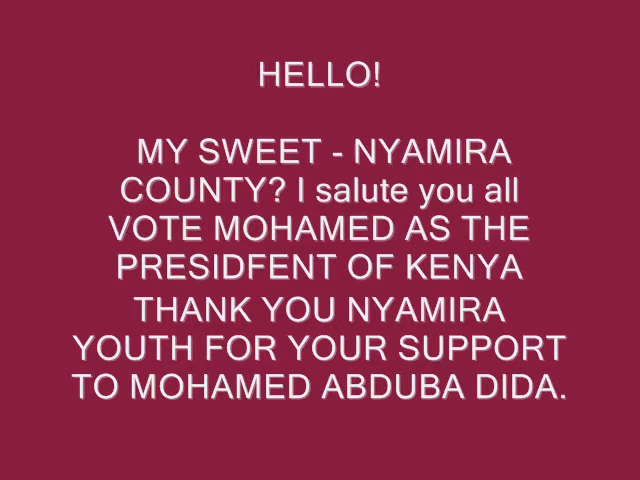 HELLO!
MY SWEET - NYAMIRA
COUNTY? I salute you all
VOTE MOHAMED AS THE
PRESIDFENT OF KENYA
THANK YOU NYAMIRA
YOUTH FOR YOUR SUPPORT
TO MOHAMED ABDUBA DIDA.